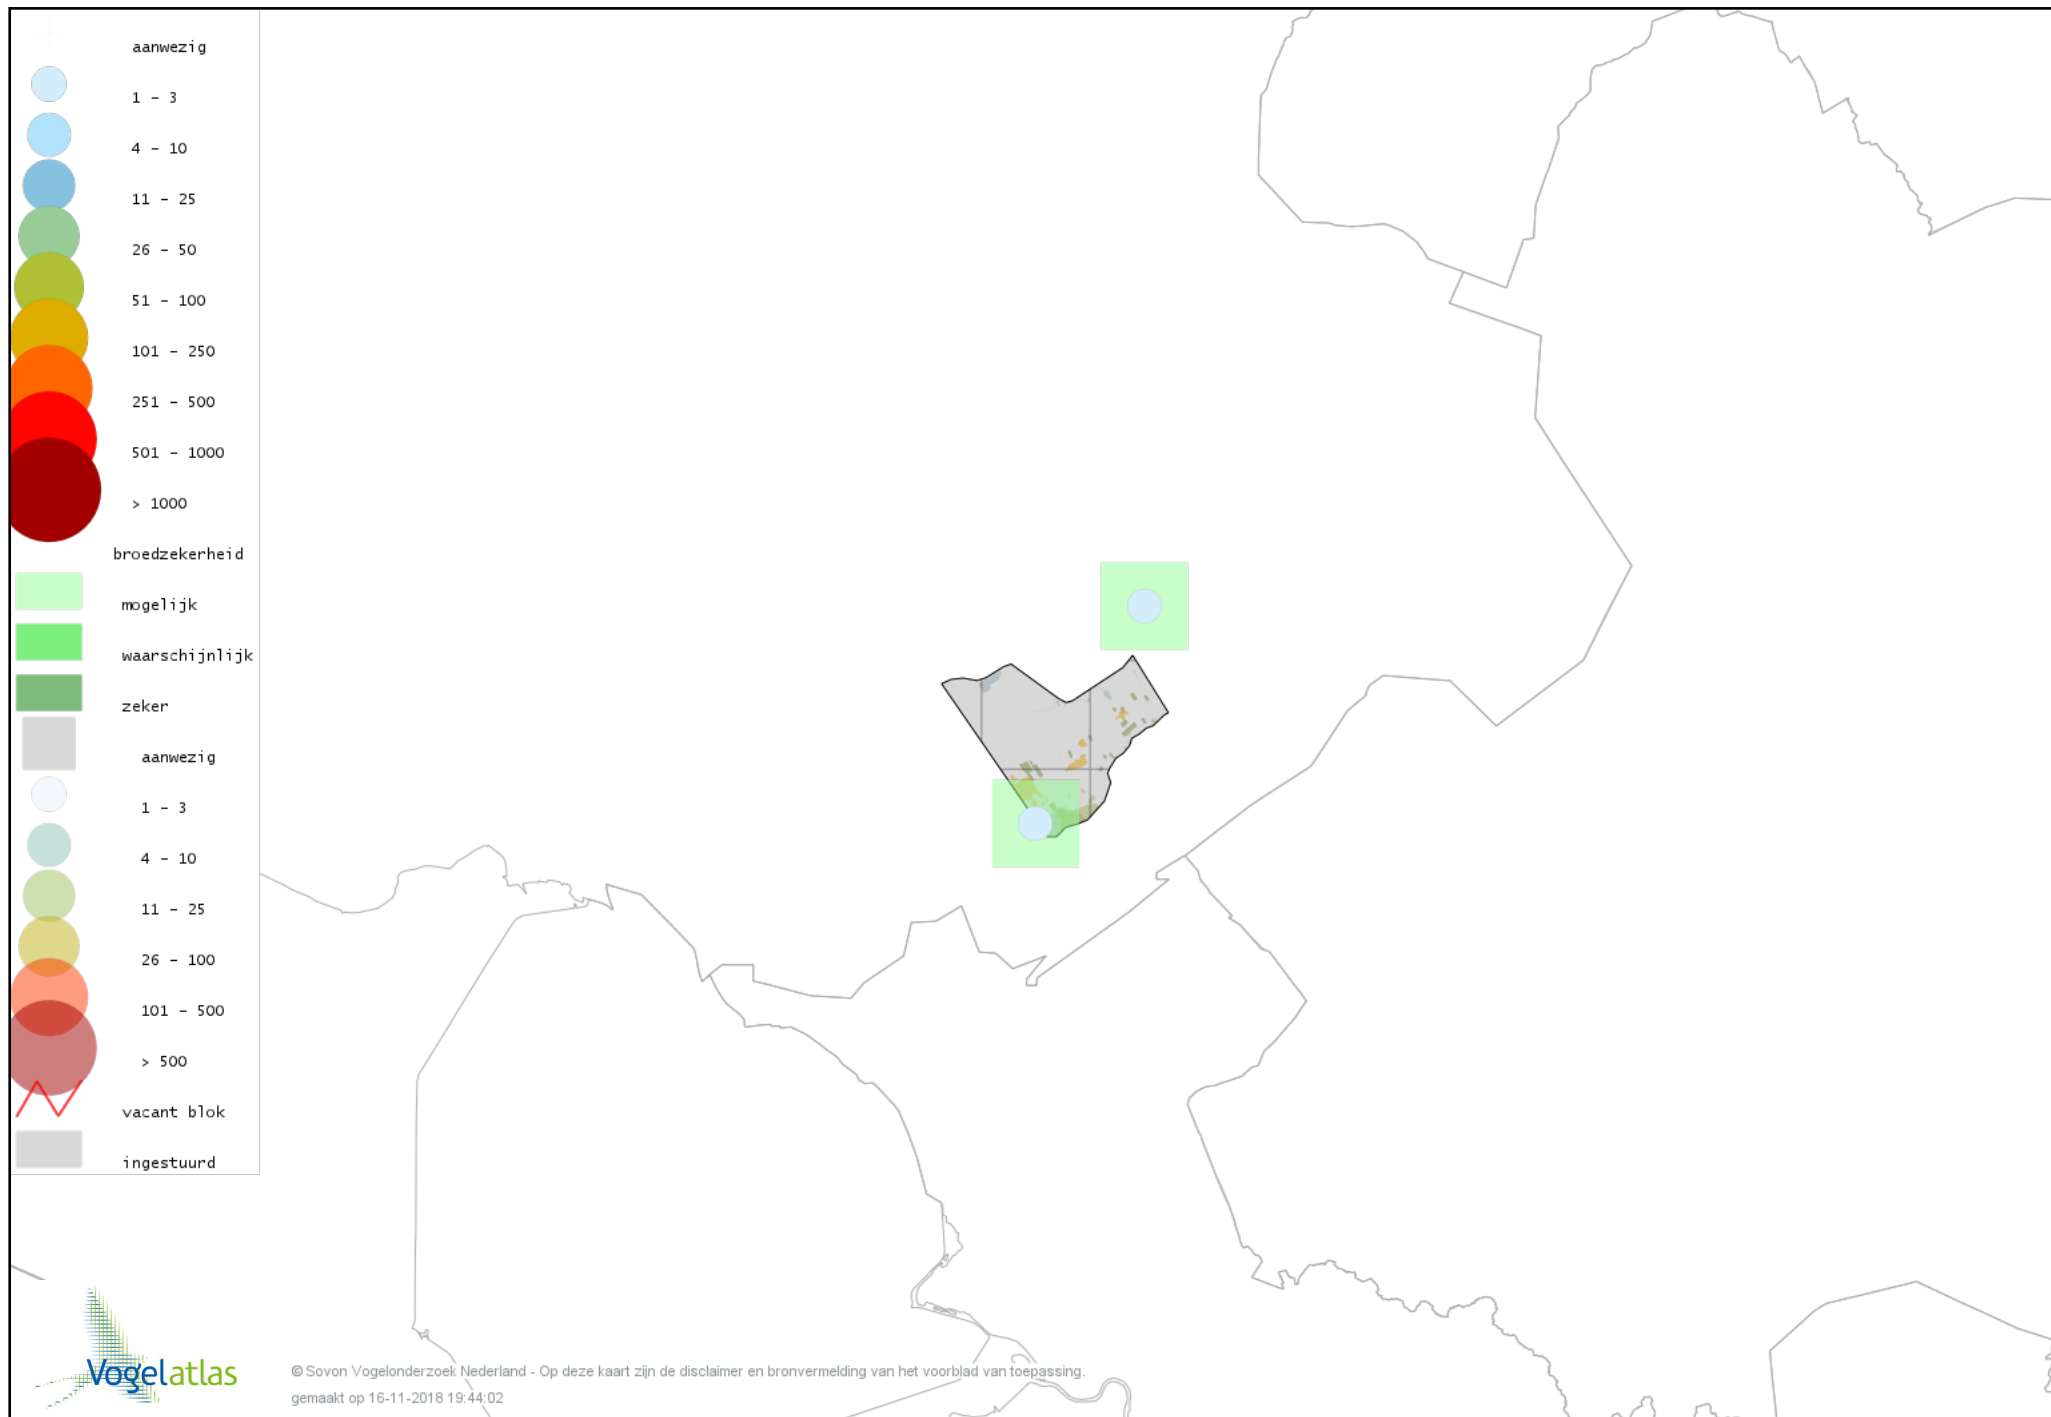 aanwezig
1 - 3
4 - 10
11 - 25
26 - 50
51 - 100
101 - 250
251 - 500
501 - 1000
> 1000
broedzekerheid
mogelijk
waarschijnlijk
zeker
aanwezig
1 - 3
4 - 10
11 - 25
26 - 100
101 - 500
> 500
vacant blok
ingestuurd
Vogelatlas
© Sovon Vogelonderzoek Nederland - Op deze kaart zijn de disclaimer en bronvermelding van het voorblad van toepassing.
gemaakt op 16-11-2018 19:44:02